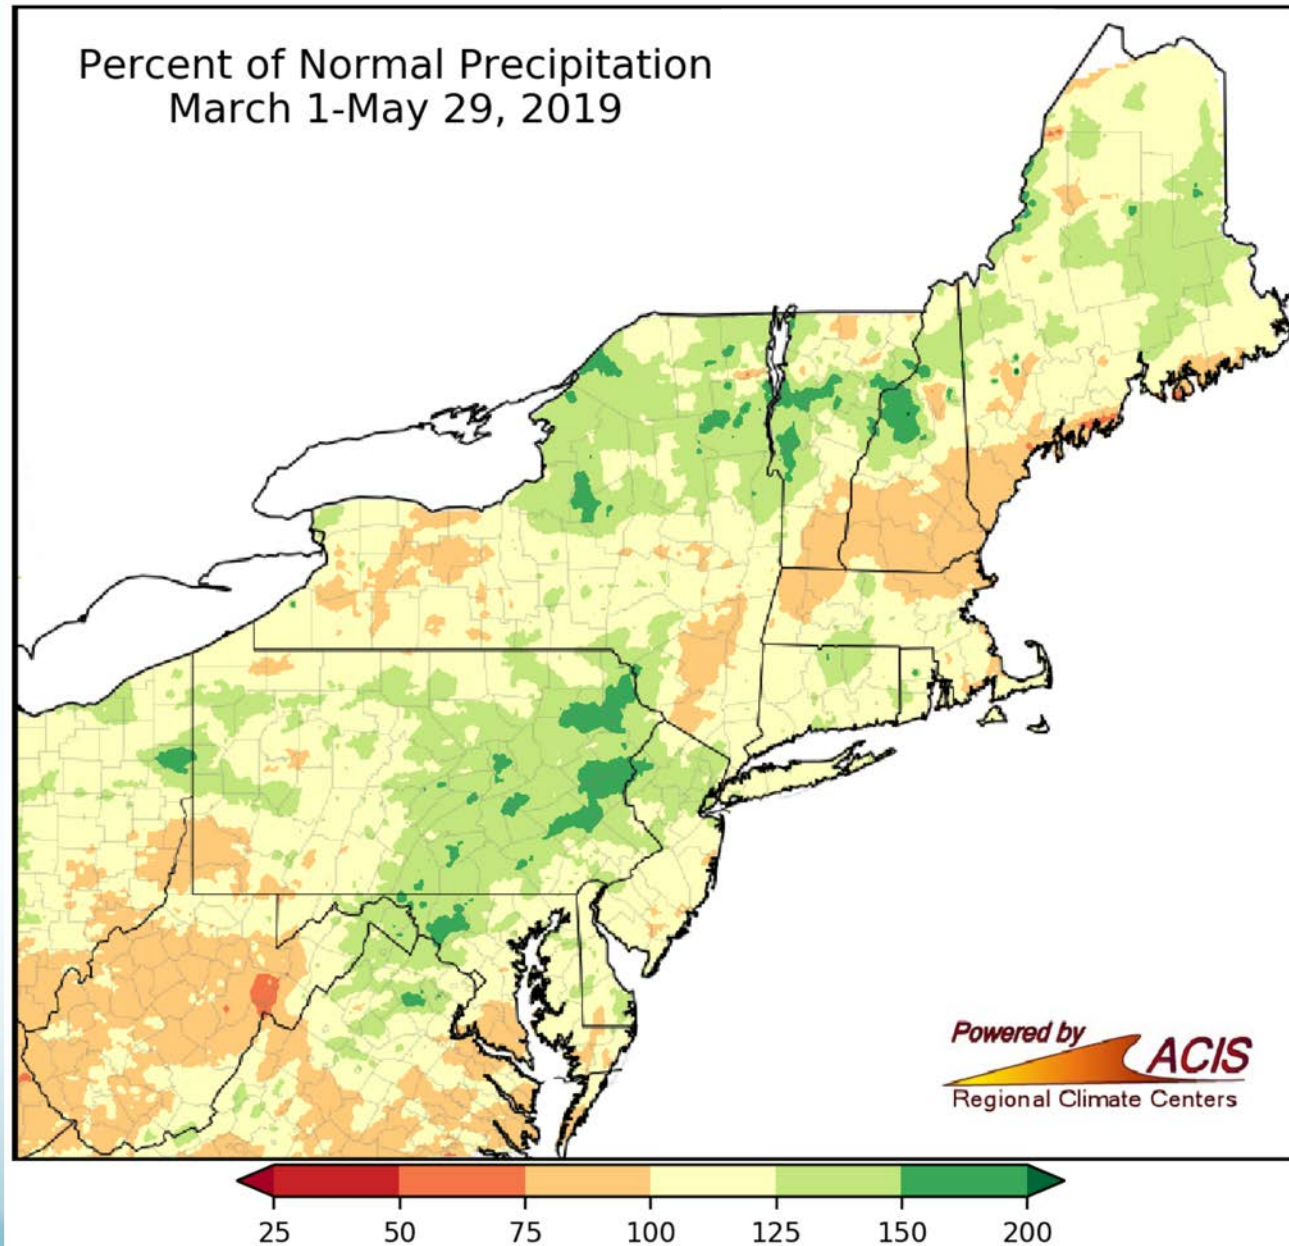 Percent of Normal Precipitation
March 1-May 29, 2019
Powered by
ACIS
Regional Climate Centers
25 50 75 100 125 150 200